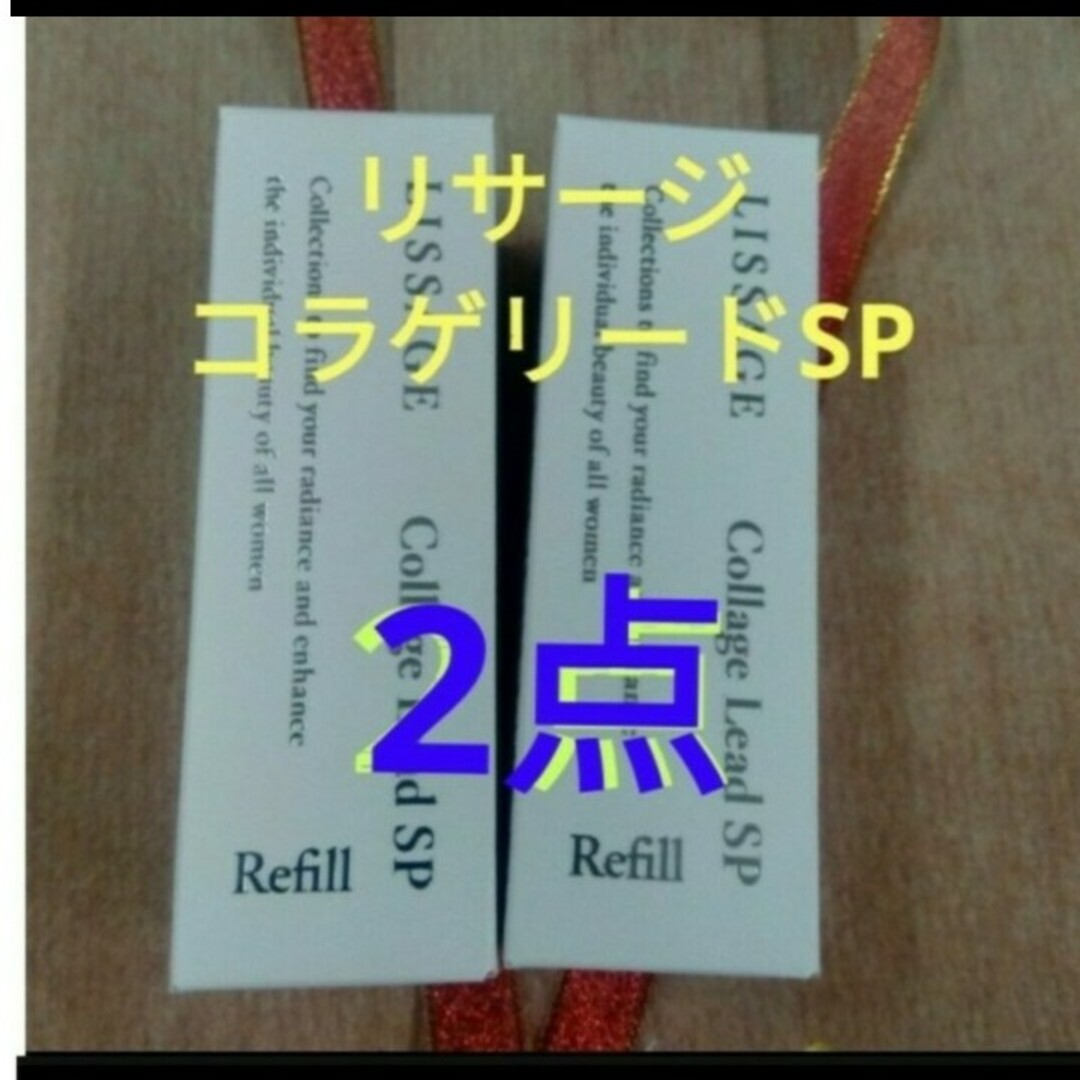 リサージ
コラゲリードSP
2点
LISSAGE Collage Lead SP
Collections to find your radiance and enhance
the individual beauty of all women
Refill
LISSAGE Collage Lead SP
Collections to find your radiance and enhance
the individual beauty of all women
Refill